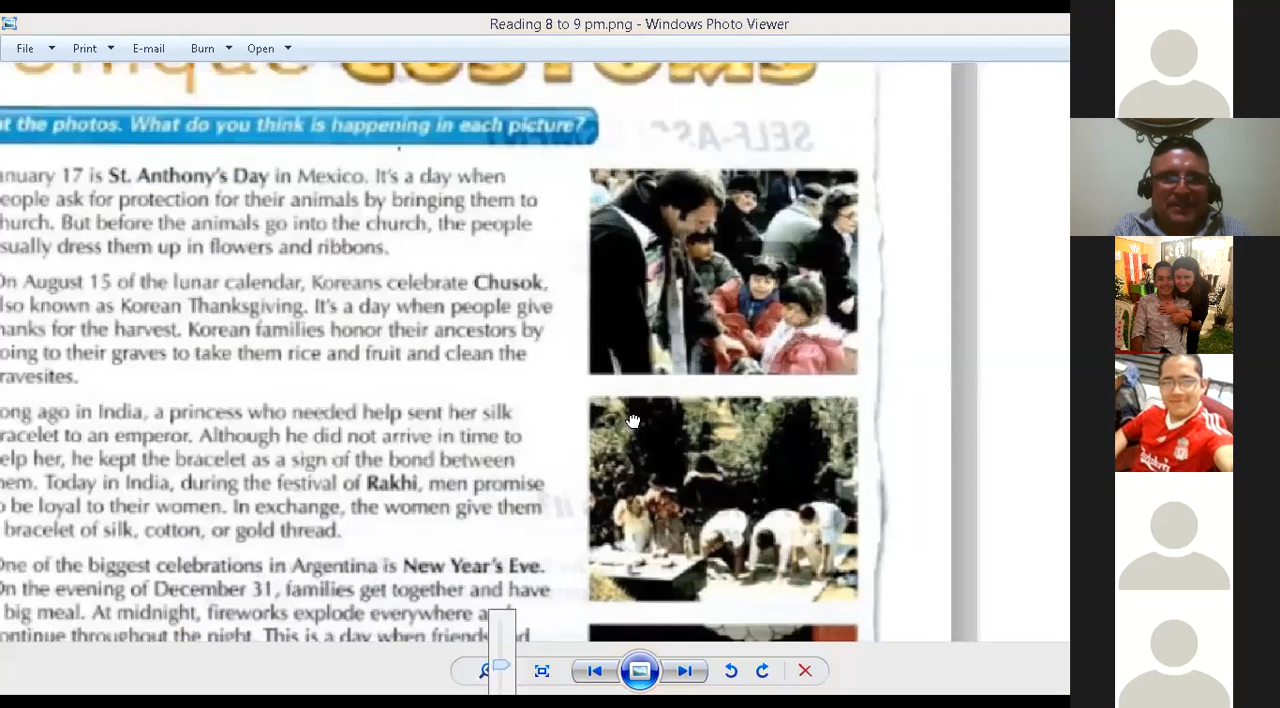 Reading 8 to 9 pm.png - Windows Photo Viewer
File Print E-mail Burn Open
unique CUSTOMS
at the photos. What do you think is happening in each picture?
SELF-AS
anuary 17 is St. Anthony's Day in Mexico. It's a day when
eople ask for protection for their animals by bringing them to
hurch. But before the animals go into the church, the people
sually dress them up in flowers and ribbons.
On August 15 of the lunar calendar, Koreans celebrate Chusok,
lso known as Korean Thanksgiving. It's a day when people give
hanks for the harvest. Korean families honor their ancestors by
oing to their graves to take them rice and fruit and clean the
ravesites.
ong ago in India, a princess who needed help sent her silk
racelet to an emperor. Although he did not arrive in time to
elp her, he kept the bracelet as a sign of the bond between
hem. Today in India, during the festival of Rakhi, men promise
o be loyal to their women. In exchange, the women give them
bracelet of silk, cotton, or gold thread.
One of the biggest celebrations in Argentina is New Year's Eve.
On the evening of December 31, families get together and have
big meal. At midnight, fireworks explode everywhere a
ontinue throughout the night. This is a day when friends d